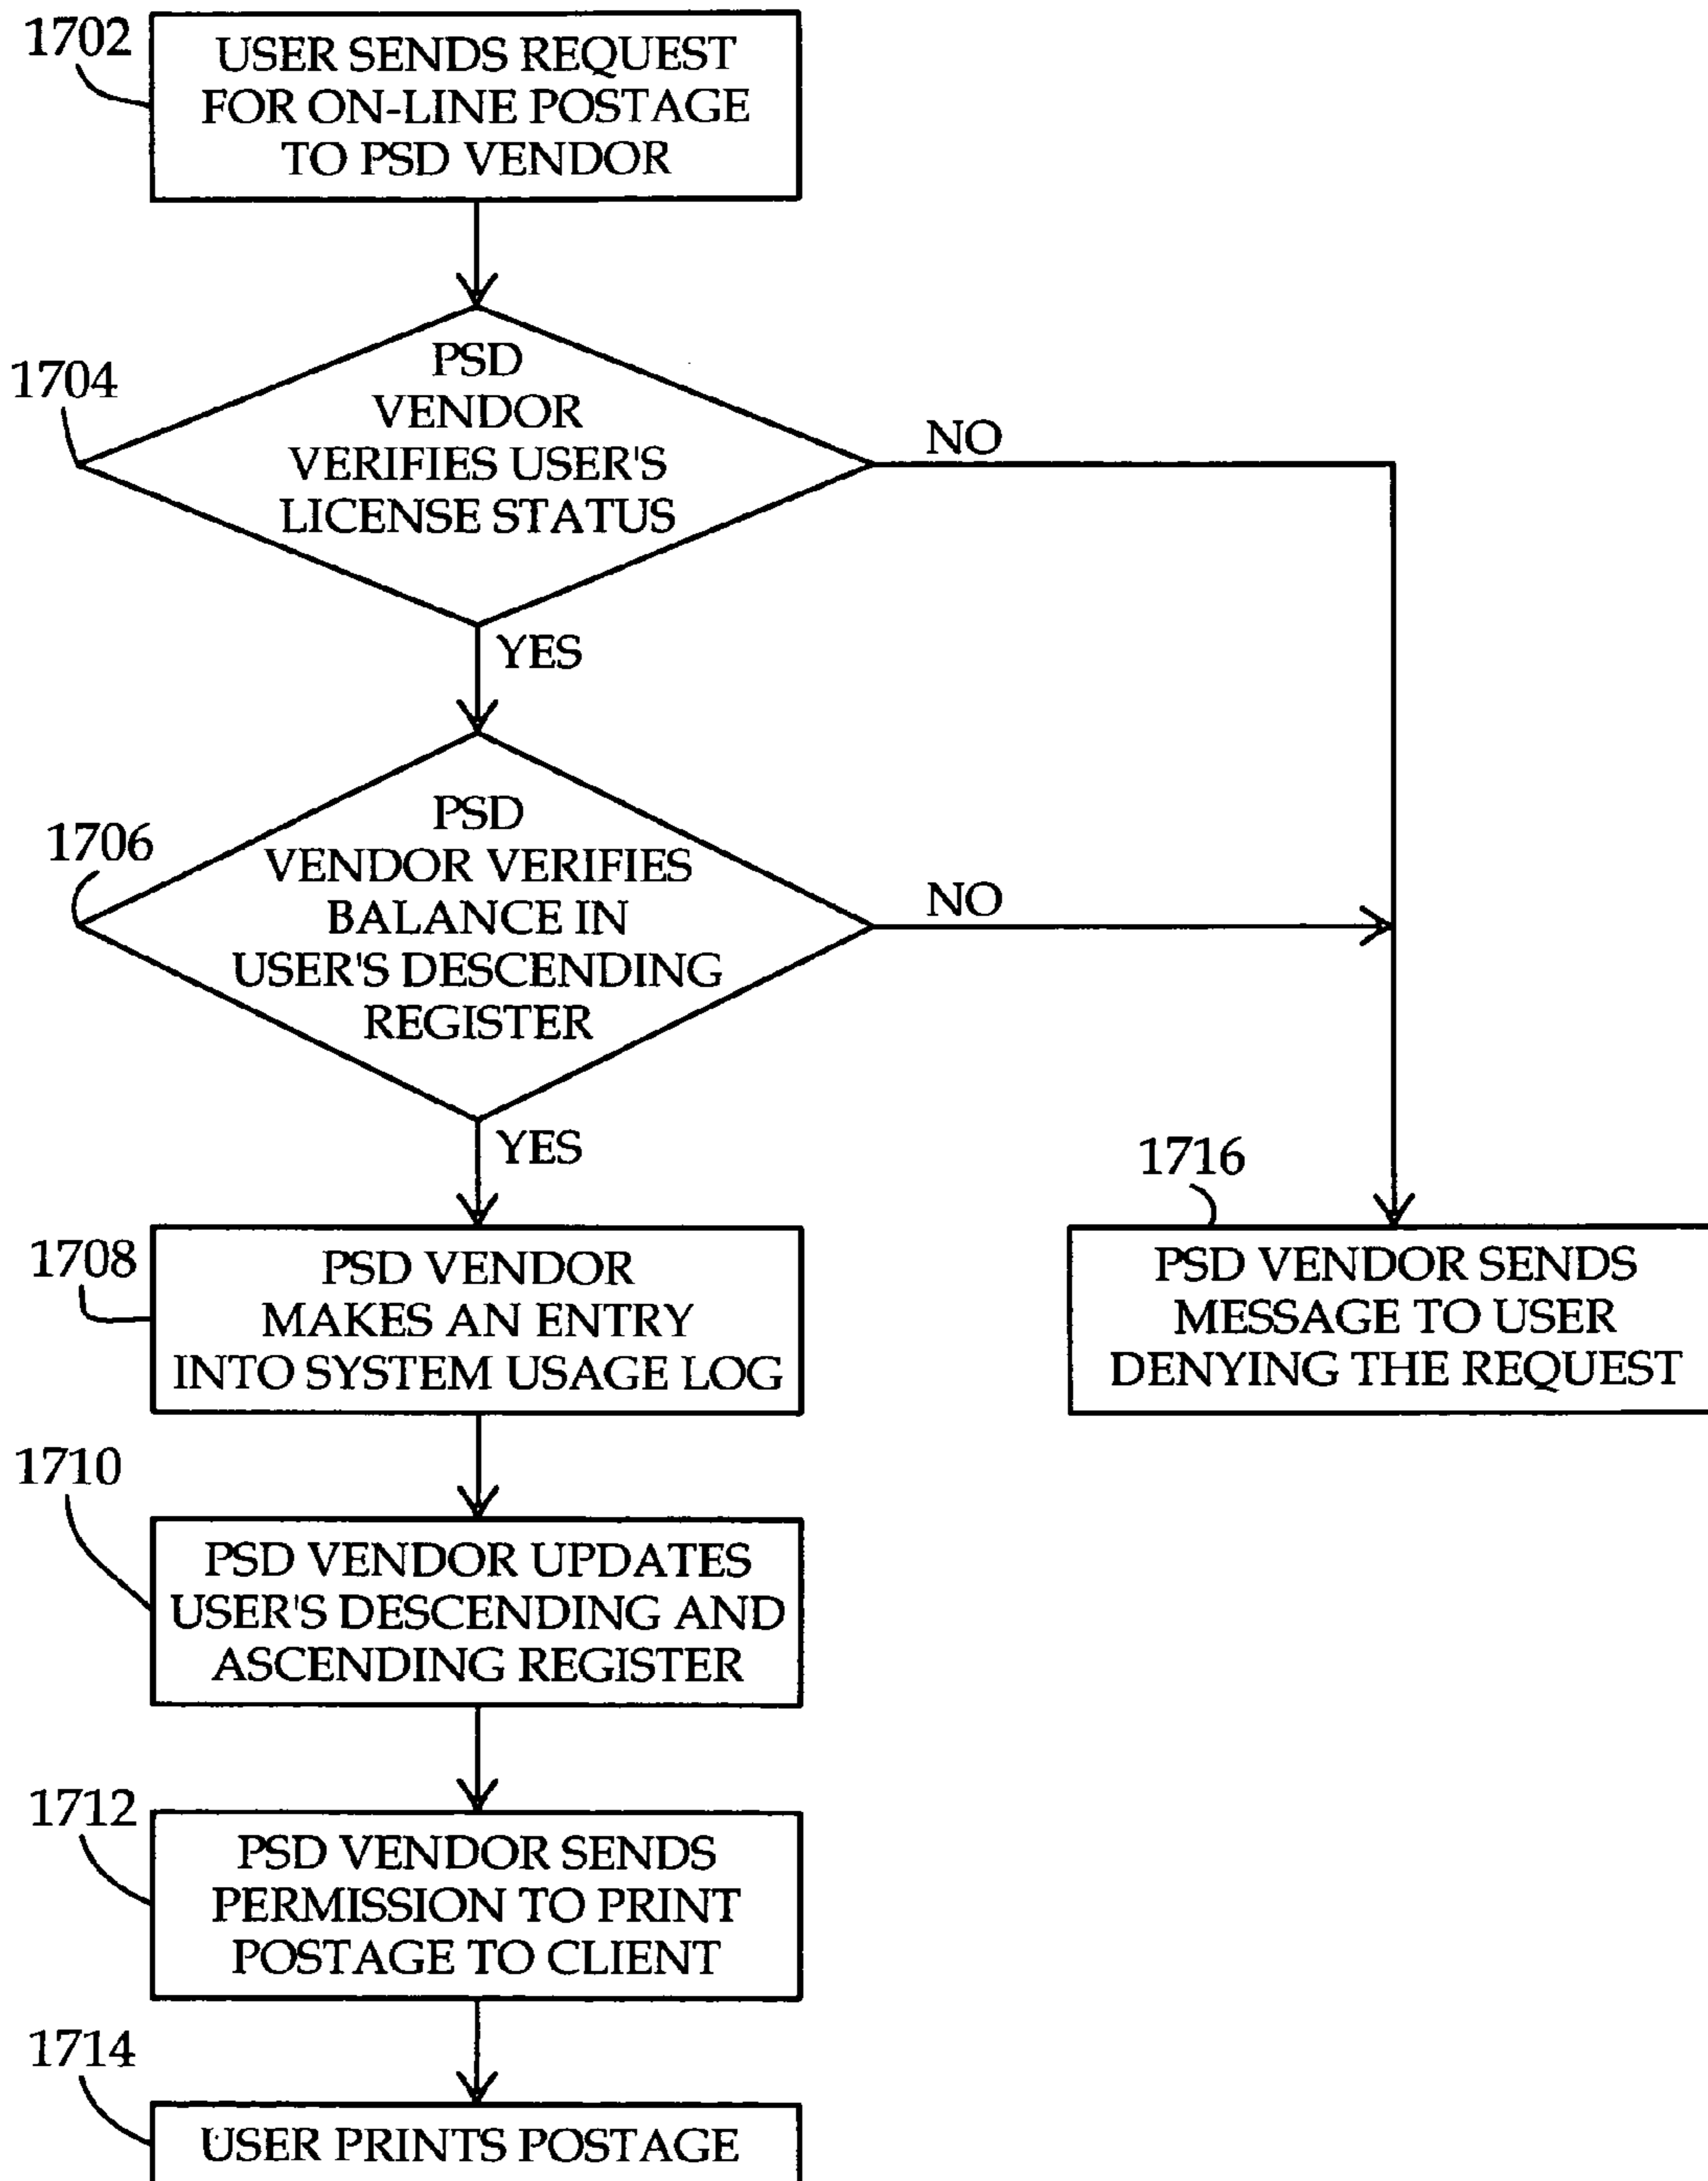 1702
USER SENDS REQUEST
FOR ON-LINE POSTAGE
TO PSD VENDOR
1704
PSD
VENDOR
VERIFIES USER'S
LICENSE STATUS
NO
YES
1706
PSD
VENDOR VERIFIES
BALANCE IN
USER'S DESCENDING
REGISTER
NO
YES
1708
PSD VENDOR
MAKES AN ENTRY
INTO SYSTEM USAGE LOG
1716
PSD VENDOR SENDS
MESSAGE TO USER
DENYING THE REQUEST
1710
PSD VENDOR UPDATES
USER'S DESCENDING AND
ASCENDING REGISTER
1712
PSD VENDOR SENDS
PERMISSION TO PRINT
POSTAGE TO CLIENT
1714
USER PRINTS POSTAGE